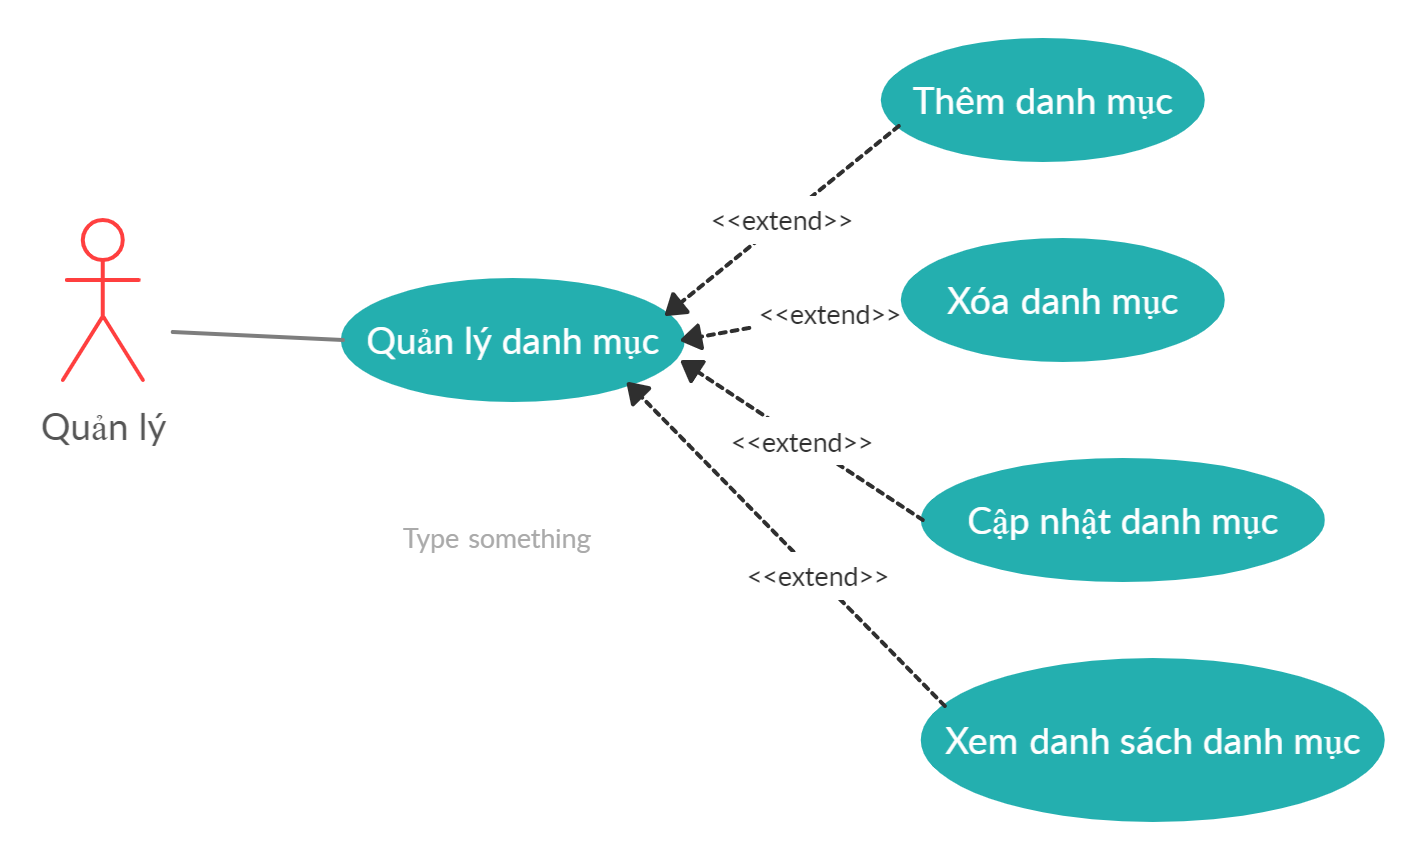 Thêm danh mục
<<extend>>
Xóa danh mục
<<extend>>
Quản lý danh mục
Quản lý
<<extend>>
Cập nhật danh mục
Type something
<<extend>>
Xem danh sách danh mục